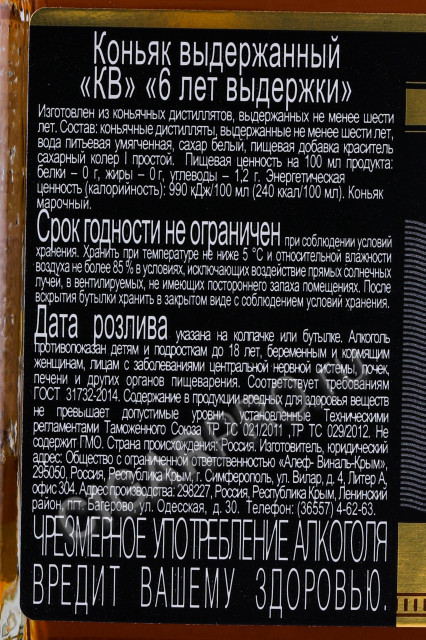 Коньяк выдержанный
«КВ» «6 лет выдержки»
Изготовлен из коньячных дистиллятов, выдержанных не менее шести
лет. Состав: коньячные дистилляты, выдержанные не менее шести лет,
вода питьевая умягченная, сахар белый, пищевая добавка краситель
сахарный колер I простой. Пищевая ценность на 100 мл продукта:
белки – 0 г, жиры – 0 г, углеводы – 1,2 г. Энергетическая
ценность (калорийность): 990 кДж/100 мл (240 ккал/100 мл). Коньяк
марочный.
Срок годности не ограничен при соблюдении условий
хранения. Хранить при температуре не ниже 5 °С и относительной влажности
воздуха не более 85 % в условиях, исключающих воздействие прямых солнечных
лучей, в вентилируемых, не имеющих постороннего запаха помещениях. После
вскрытия бутылки хранить в закрытом виде с соблюдением условий хранения.
Дата розлива указана на колпачке или бутылке. Алкоголь
противопоказан детям и подросткам до 18 лет, беременным и кормящим
женщинам, лицам с заболеваниями центральной нервной системы, почек,
печени и других органов пищеварения. Соответствует требованиям
ГОСТ 31732-2014. Содержание в продукции вредных для здоровья веществ
не превышает допустимые уровни, установленные Техническими
регламентами Таможенного Союза ТР ТС 021/2011 ,ТР ТС 029/2012. Не
содержит ГМО. Страна происхождения: Россия. Изготовитель, юридический
адрес: Общество с ограниченной ответственностью «Алеф- Виналь-Крым»,
295050, Россия, Республика Крым, г. Симферополь, ул. Вилар, д. 4, Литер А,
офис 304. Адрес производства: 298227, Россия, Республика Крым, Ленинский
район, пгт Багерово, ул. Одесская, д. 30. Телефон: (36557) 4-62-63.
ЧРЕЗМЕРНОЕ УПОТРЕБЛЕНИЕ АЛКОГОЛЯ
ВРЕДИТ ВАШЕМУ ЗДОРОВЬЮ.